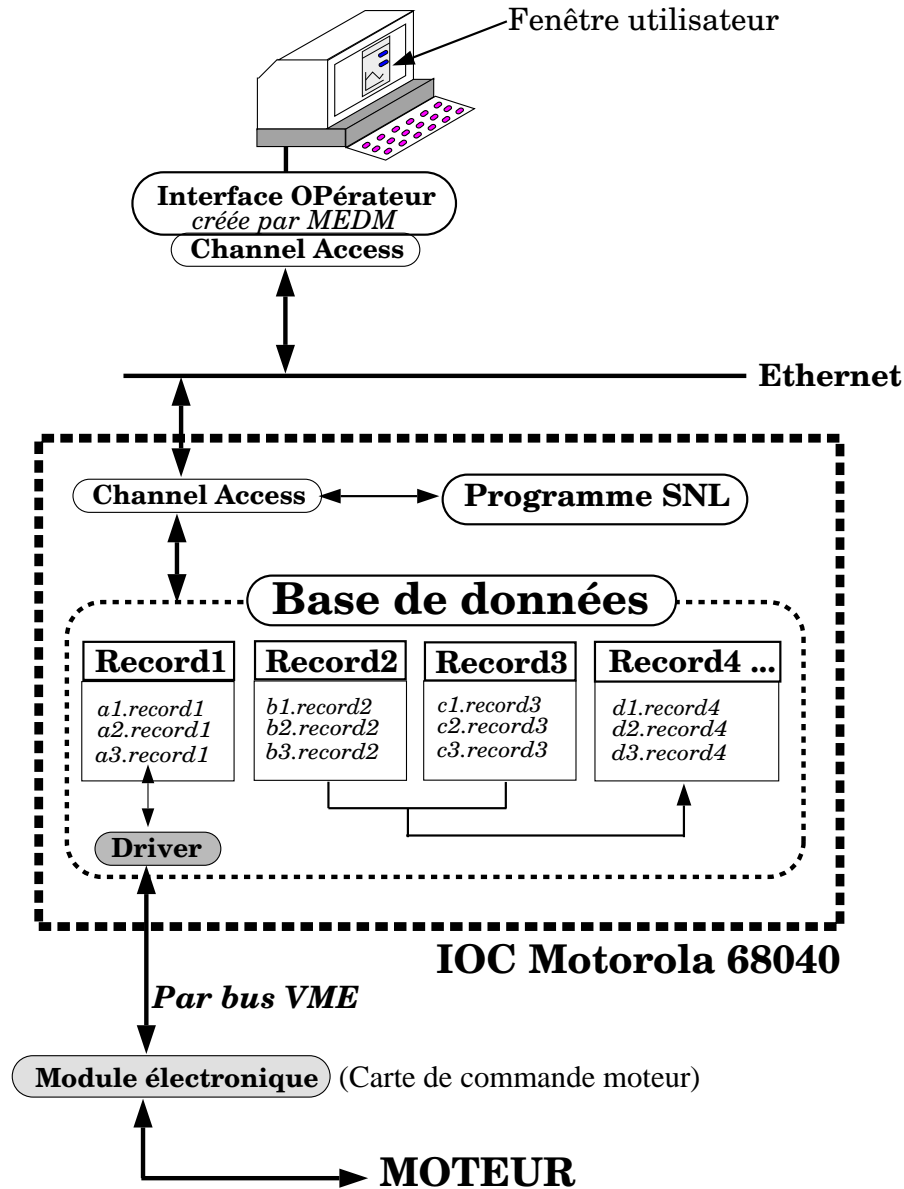 Fenêtre utilisateur
Interface OPérateur
créée par MEDM
Channel Access
Ethernet
Channel Access
Programme SNL
Base de données
Record1
Record2
Record3
Record4 ...
a1.record1
a2.record1
a3.record1
b1.record2
b2.record2
b3.record2
c1.record3
c2.record3
c3.record3
d1.record4
d2.record4
d3.record4
Driver
IOC Motorola 68040
Par bus VME
Module électronique (Carte de commande moteur)
MOTEUR